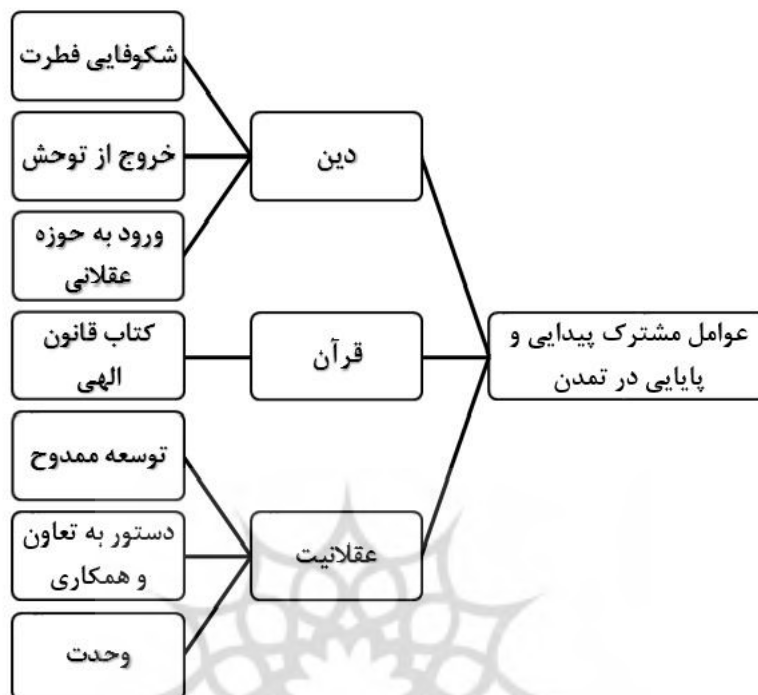 عوامل مشترک پیدایی و
پایایی در تمدن
دین
شکوفایی فطرت
خروج از توحش
ورود به حوزه
عقلانی
قرآن
کتاب قانون
الهی
عقلانیت
توسعه ممدوح
دستور به تعاون
و همکاری
وحدت